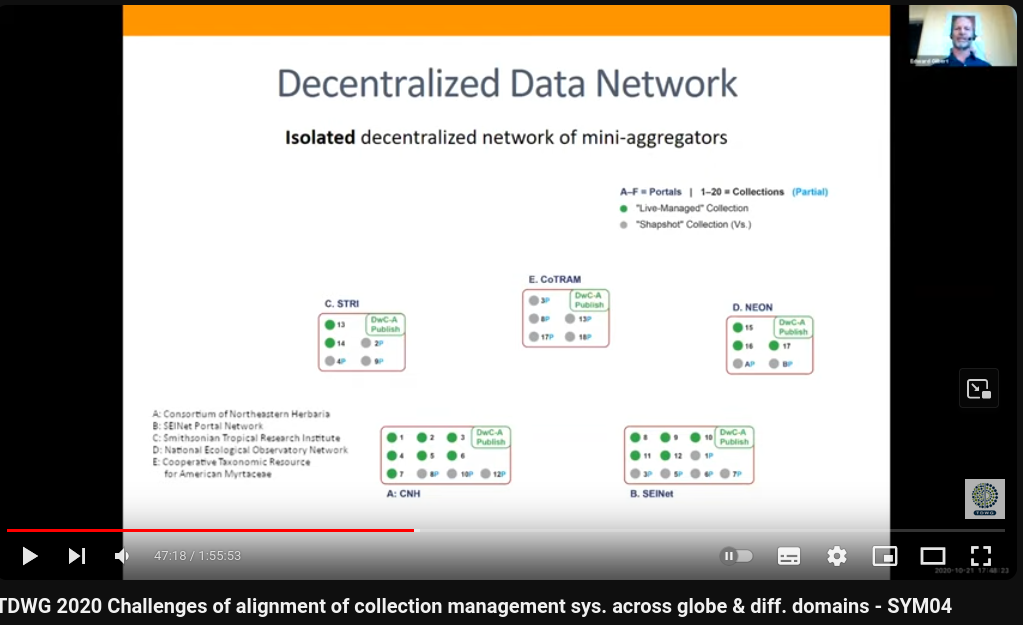 Decentralized Data Network
Isolated decentralized network of mini-aggregators
A–F = Portals | 1–20 = Collections (Partial)
"Live-Managed" Collection
"Shapshot" Collection (Vs.)
Edward Gilbert
C. STRI
13
DwC-A
Publish
14 2P
4P 9P
E. CoTRAM
3P
DwC-A
Publish
8P 13P
17P 18P
D. NEON
15
DwC-A
Publish
16 17
AP BP
A: Consortium of Northeastern Herbaria
B: SEINet Portal Network
C: Smithsonian Tropical Research Institute
D: National Ecological Observatory Network
E: Cooperative Taxonomic Resource
for American Myrtaceae
1 2 3
DwC-A
Publish
4 5 6
7 8P 10P 12P
A: CNH
8 9 10
DwC-A
Publish
11 12 1P
3P 5P 6P 7P
B. SEINet
TDWG
47:18 / 1:55:53
2020-10-21 17:48:23
TDWG 2020 Challenges of alignment of collection management sys. across globe & diff. domains - SYM04